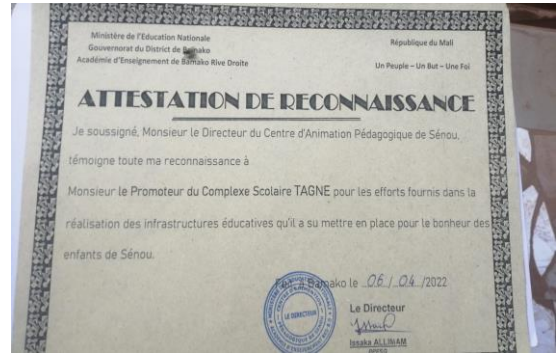 Ministère de l'Education Nationale
Gouvernorat du District de Bamako
Académie d'Enseignement de Bamako Rive Droite
République du Mali
Un Peuple – Un But – Une Foi
ATTESTATION DE RECONNAISSANCE
Je soussigné, Monsieur le Directeur du Centre d'Animation Pédagogique de Sénou,
témoigne toute ma reconnaissance à
Monsieur le Promoteur du Complexe Scolaire TAGNE pour les efforts fournis dans la
réalisation des infrastructures éducatives qu'il a su mettre en place pour le bonheur des
enfants de Sénou.
Bamako le 06 / 04 /2022
Le Directeur
LE DIRECTEUR
Issaka ALLIMAM